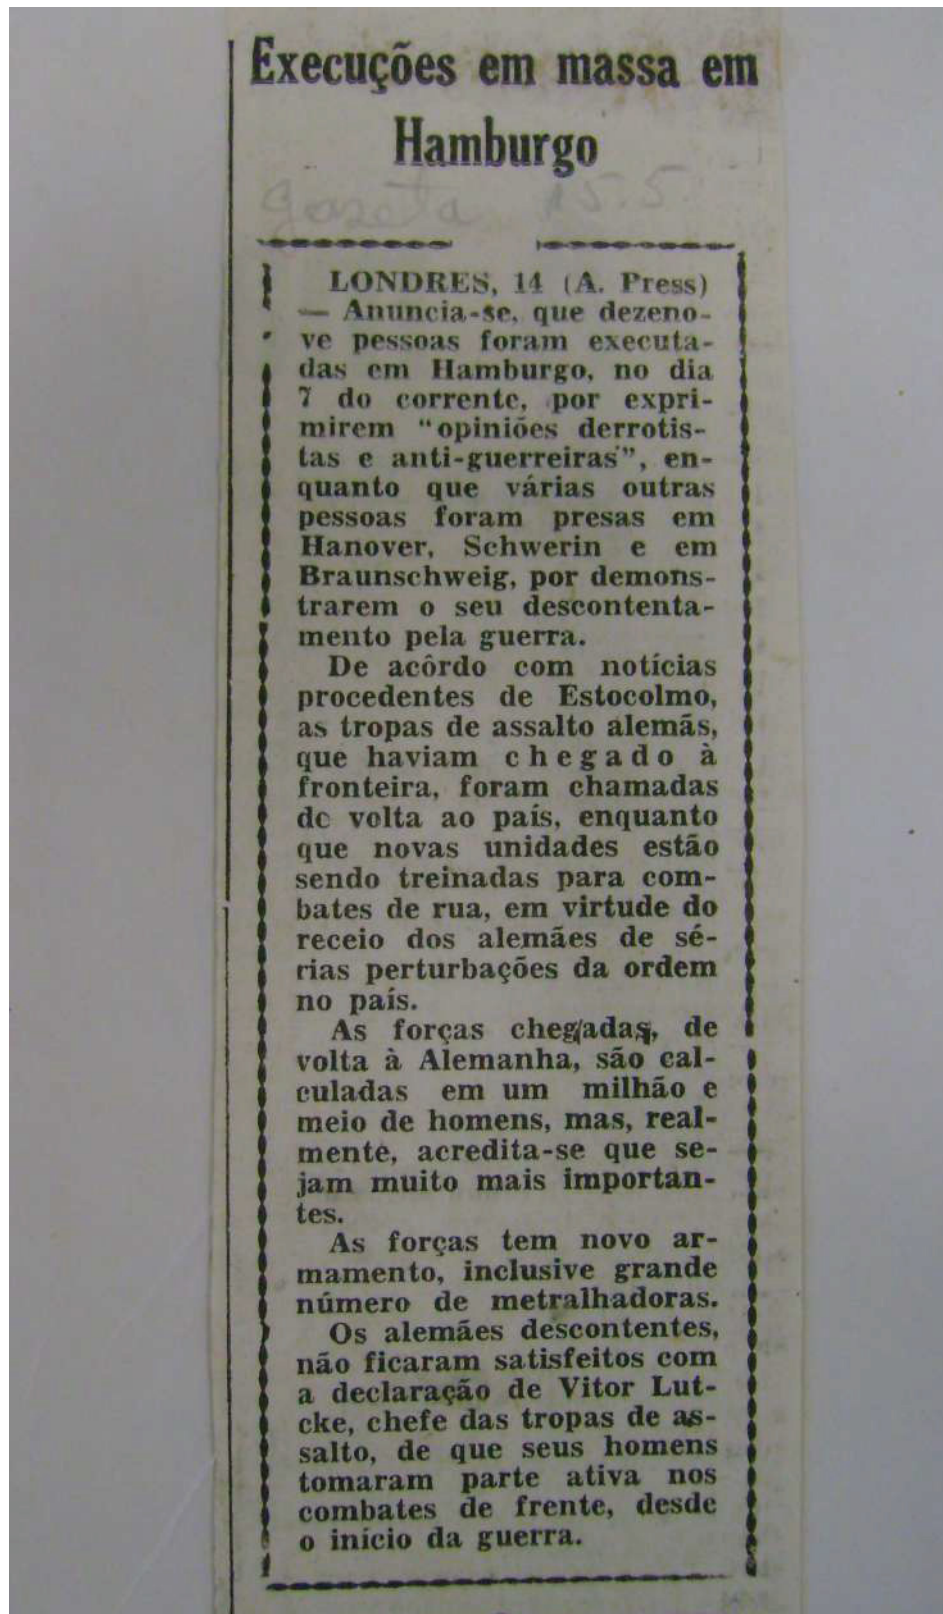 Execuções em massa em
Hamburgo
gazeta 15.5
LONDRES, 14 (A. Press)
— Anuncia-se, que dezeno-
ve pessoas foram executa-
das em Hamburgo, no dia
7 do corrente, por expri-
mirem "opiniões derrotis-
tas e anti-guerreiras", en-
quanto que várias outras
pessoas foram presas em
Hanover, Schwerin e em
Braunschweig, por demons-
trarem o seu descontenta-
mento pela guerra.
De acôrdo com notícias
procedentes de Estocolmo,
as tropas de assalto alemãs,
que haviam chegado à
fronteira, foram chamadas
de volta ao país, enquanto
que novas unidades estão
sendo treinadas para com-
bates de rua, em virtude do
receio dos alemães de sé-
rias perturbações da ordem
no país.
As forças chegadas, de
volta à Alemanha, são cal-
culadas em um milhão e
meio de homens, mas, real-
mente, acredita-se que se-
jam muito mais importan-
tes.
As forças tem novo ar-
mamento, inclusive grande
número de metralhadoras.
Os alemães descontentes,
não ficaram satisfeitos com
a declaração de Vitor Lut-
cke, chefe das tropas de as-
salto, de que seus homens
tomaram parte ativa nos
combates de frente, desde
o início da guerra.